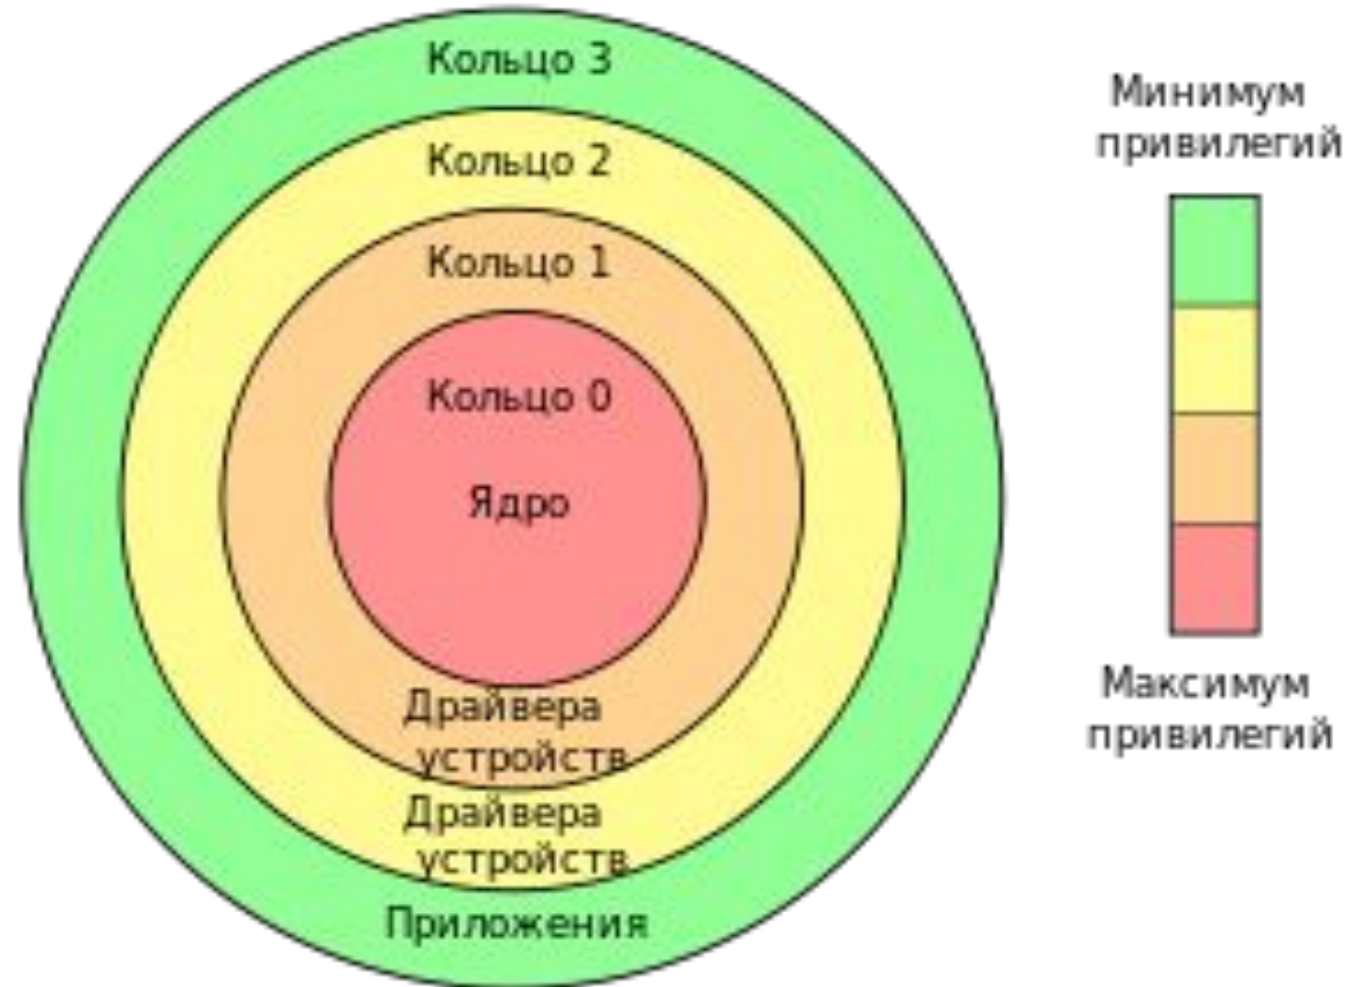 Кольцо 3
Кольцо 2
Кольцо 1
Кольцо 0
Ядро
Драйвера
устройств
Драйвера
устройств
Приложения
Минимум
привилегий
Максимум
привилегий